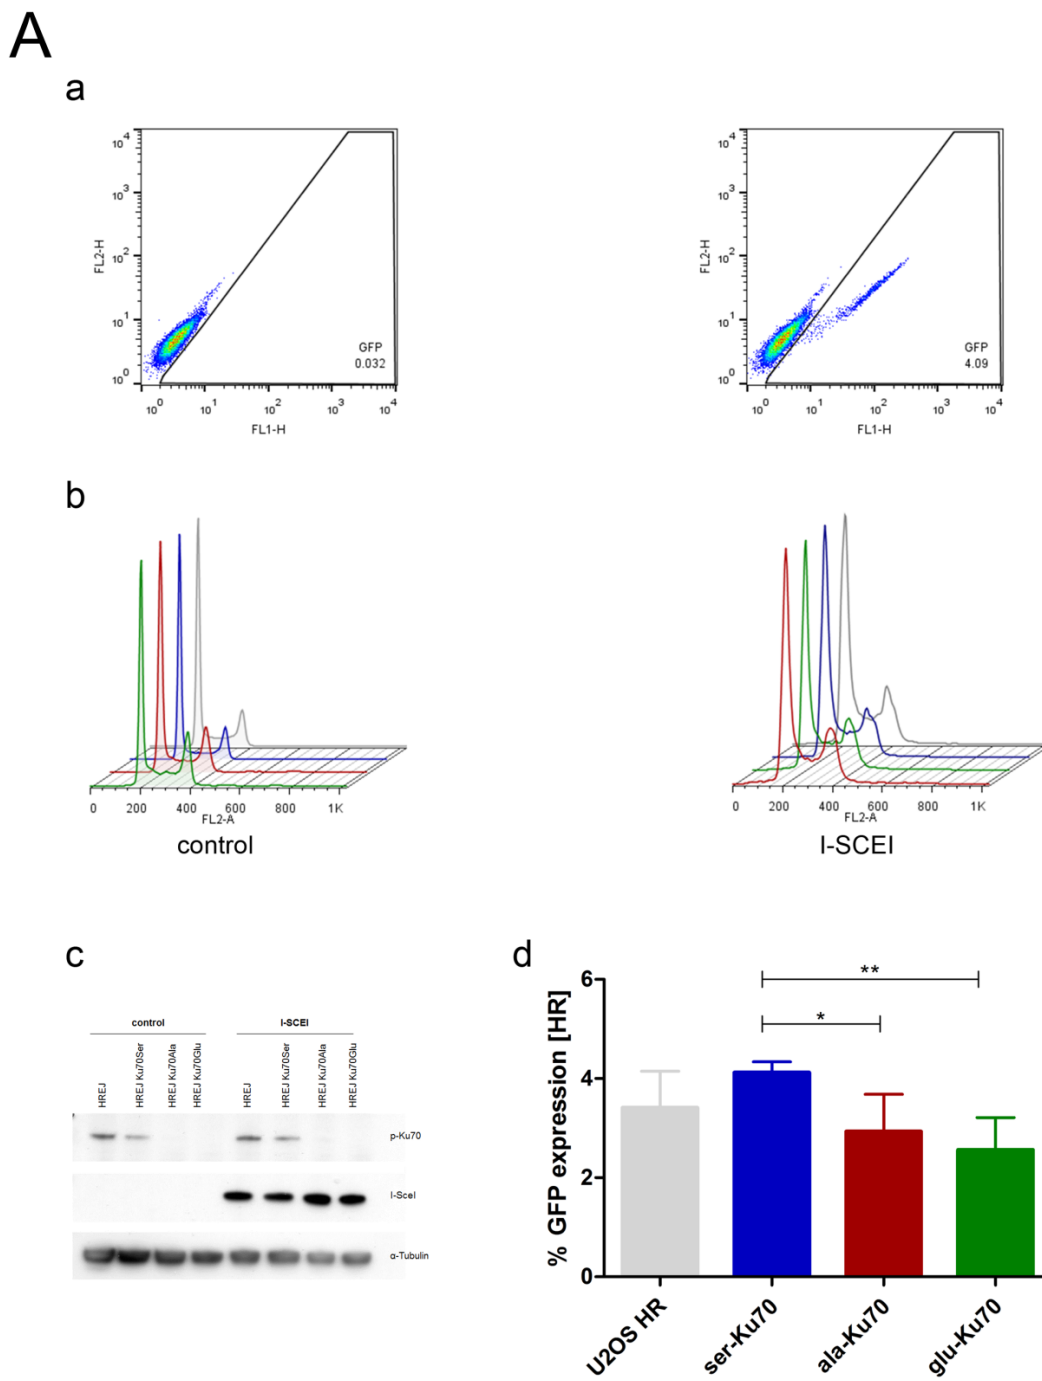 A
a
10^4
10^3
10^2
10^1
10^0
FL2-H
GFP
0.032
10^0 10^1 10^2 10^3 10^4
FL1-H
10^4
10^3
10^2
10^1
10^0
FL2-H
GFP
4.09
10^0 10^1 10^2 10^3 10^4
FL1-H
b
0 200 400 600 800 1K
FL2-A
control
0 200 400 600 800 1K
FL2-A
I-SCEI
c
control I-SCEI
HREJ
HREJ Ku70Ser
HREJ Ku70Ala
HREJ Ku70Glu
HREJ
HREJ Ku70Ser
HREJ Ku70Ala
HREJ Ku70Glu
p-Ku70
I-SceI
α-Tubulin
d
% GFP expression [HR]
6
4
2
0
**
*
U2OS HR
ser-Ku70
ala-Ku70
glu-Ku70